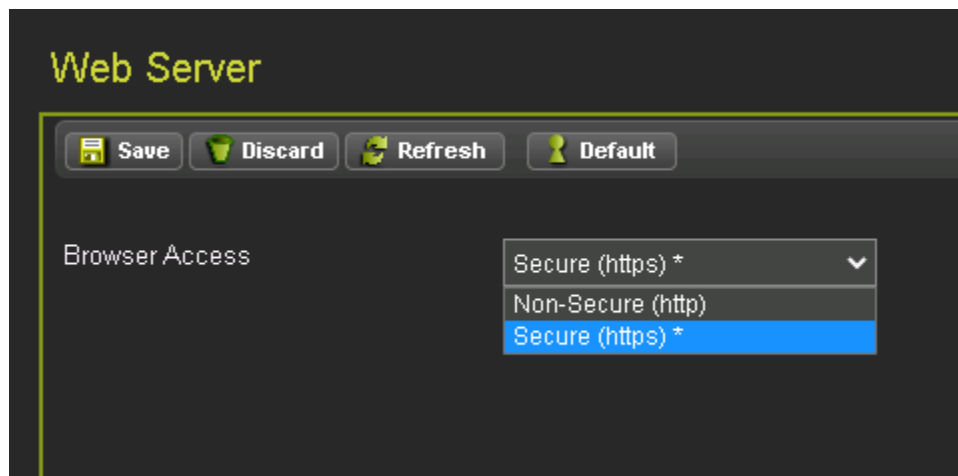 Web Server
Save Discard Refresh Default
Browser Access Secure (https) *
Non-Secure (http)
Secure (https) *